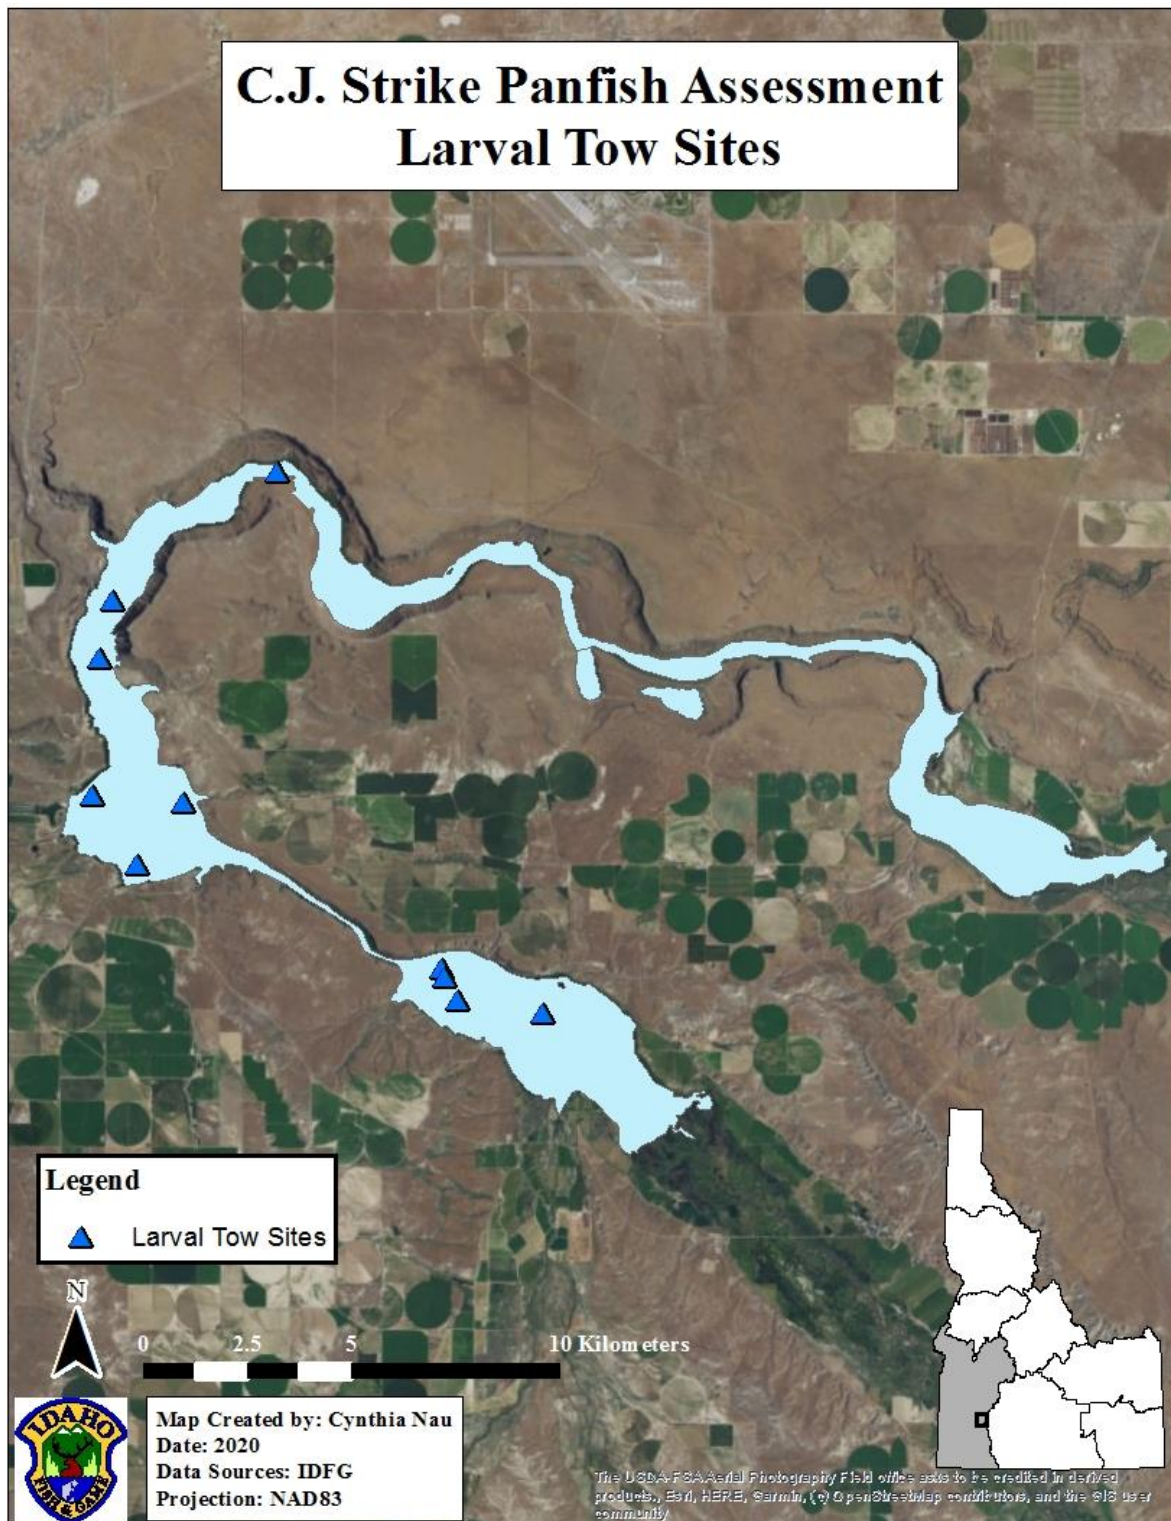 C.J. Strike Panfish Assessment
Larval Tow Sites
Legend
Larval Tow Sites
N
0 2.5 5 10 Kilometers
IDAHO
FISH & GAME
Map Created by: Cynthia Nau
Date: 2020
Data Sources: IDFG
Projection: NAD83
The USDA-FSA Aerial Photography Field office asks to be credited in derived
products., Esri, HERE, Garmin, (c) OpenStreetMap contributors, and the GIS user
community